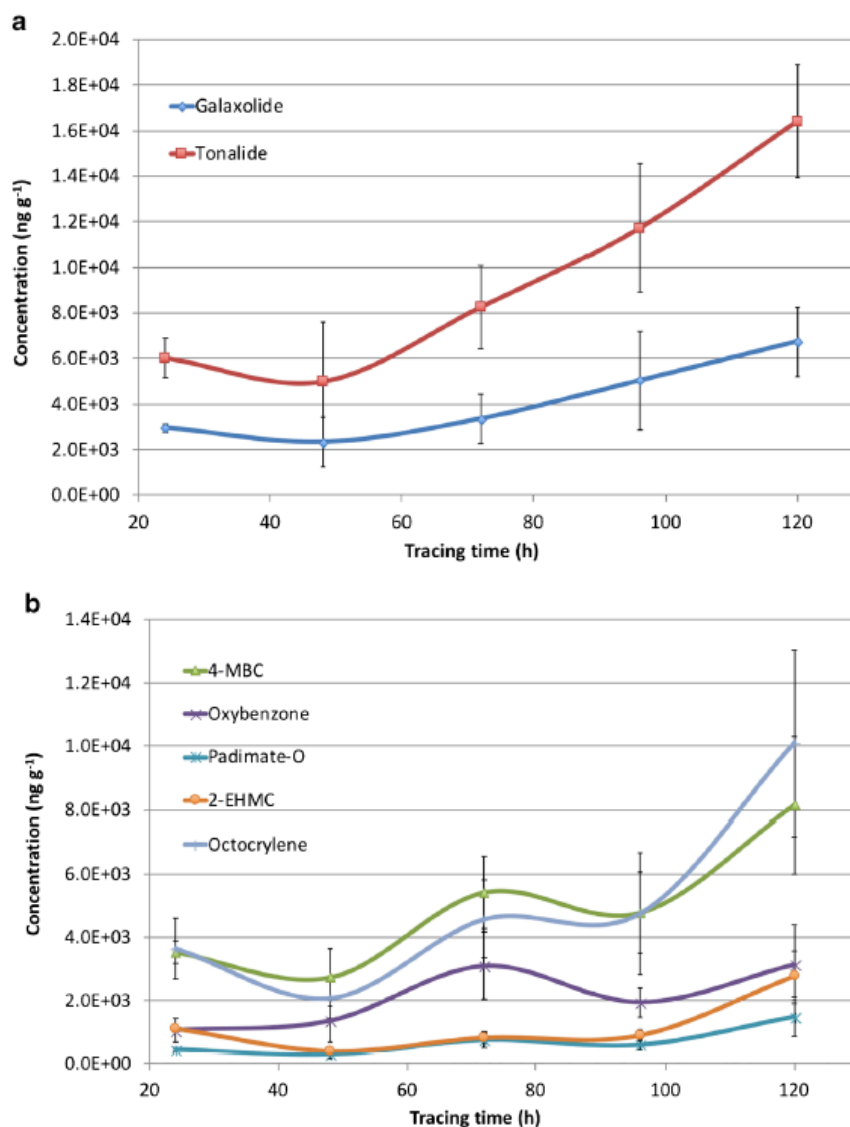 a
2.0E+04
1.8E+04
1.6E+04
1.4E+04
1.2E+04
1.0E+04
8.0E+03
6.0E+03
4.0E+03
2.0E+03
0.0E+00
Concentration (ng g⁻¹)
Galaxolide
Tonalide
20 40 60 80 100 120
Tracing time (h)
b
1.4E+04
1.2E+04
1.0E+04
8.0E+03
6.0E+03
4.0E+03
2.0E+03
0.0E+00
Concentration (ng g⁻¹)
4-MBC
Oxybenzone
Padimate-O
2-EHMC
Octocrylene
20 40 60 80 100 120
Tracing time (h)